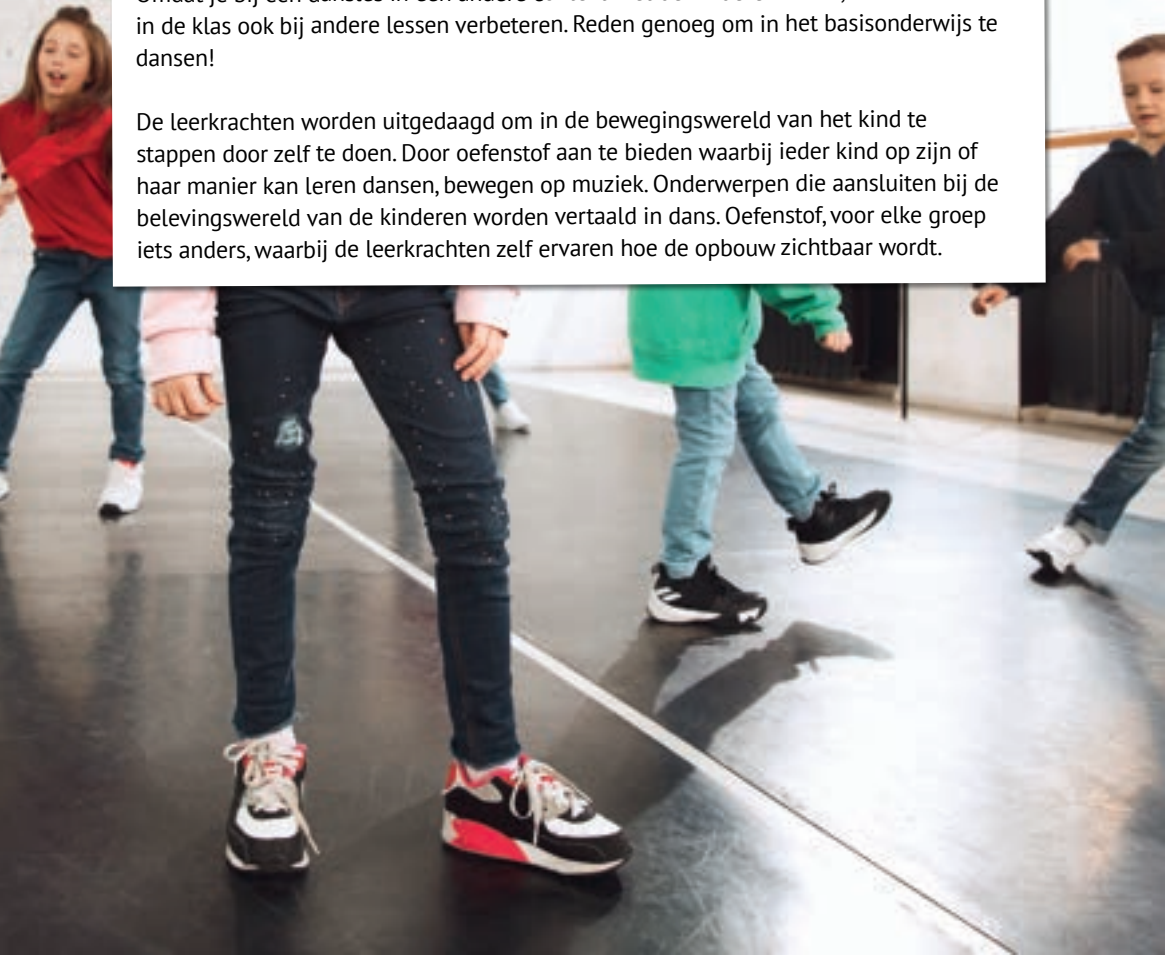 in de klas ook bij andere lessen verbeteren. Reden genoeg om in het basisonderwijs te
dansen!
De leerkrachten worden uitgedaagd om in de bewegingswereld van het kind te
stappen door zelf te doen. Door oefenstof aan te bieden waarbij ieder kind op zijn of
haar manier kan leren dansen, bewegen op muziek. Onderwerpen die aansluiten bij de
belevingswereld van de kinderen worden vertaald in dans. Oefenstof, voor elke groep
iets anders, waarbij de leerkrachten zelf ervaren hoe de opbouw zichtbaar wordt.